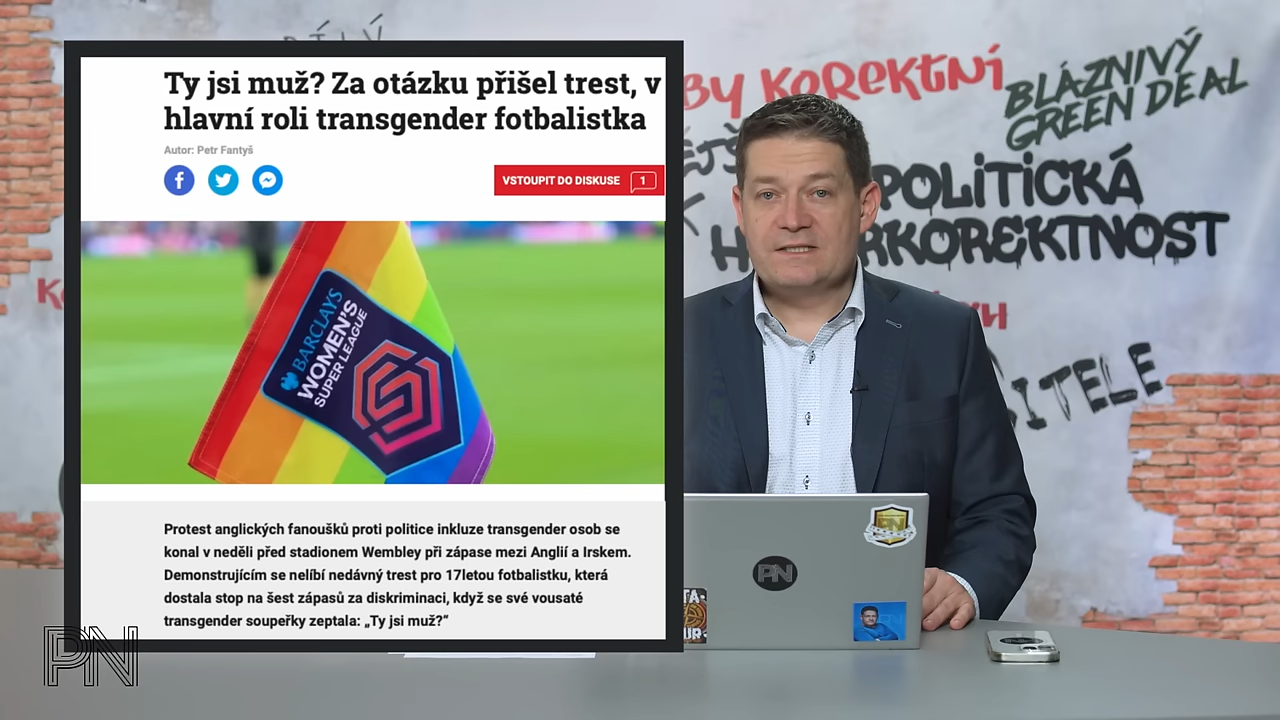 Ty jsi muž? Za otázku přišel trest, v
hlavní roli transgender fotbalistka
Autor: Petr Fantyš
VSTOUPIT DO DISKUSE 1
BARCLAYS
WOMEN'S
SUPER LEAGUE
Protest anglických fanoušků proti politice inkluze transgender osob se
konal v neděli před stadionem Wembley při zápase mezi Anglií a Irskem.
Demonstrujícím se nelíbí nedávný trest pro 17letou fotbalistku, která
dostala stop na šest zápasů za diskriminaci, když se své vousaté
transgender soupeřky zeptala: „Ty jsi muž?“
BY KOREKTNÍ
BLÁZNIVÝ
GREEN DEAL
POLITICKÁ
RKOREKTNOST
ITELE
PN
PN